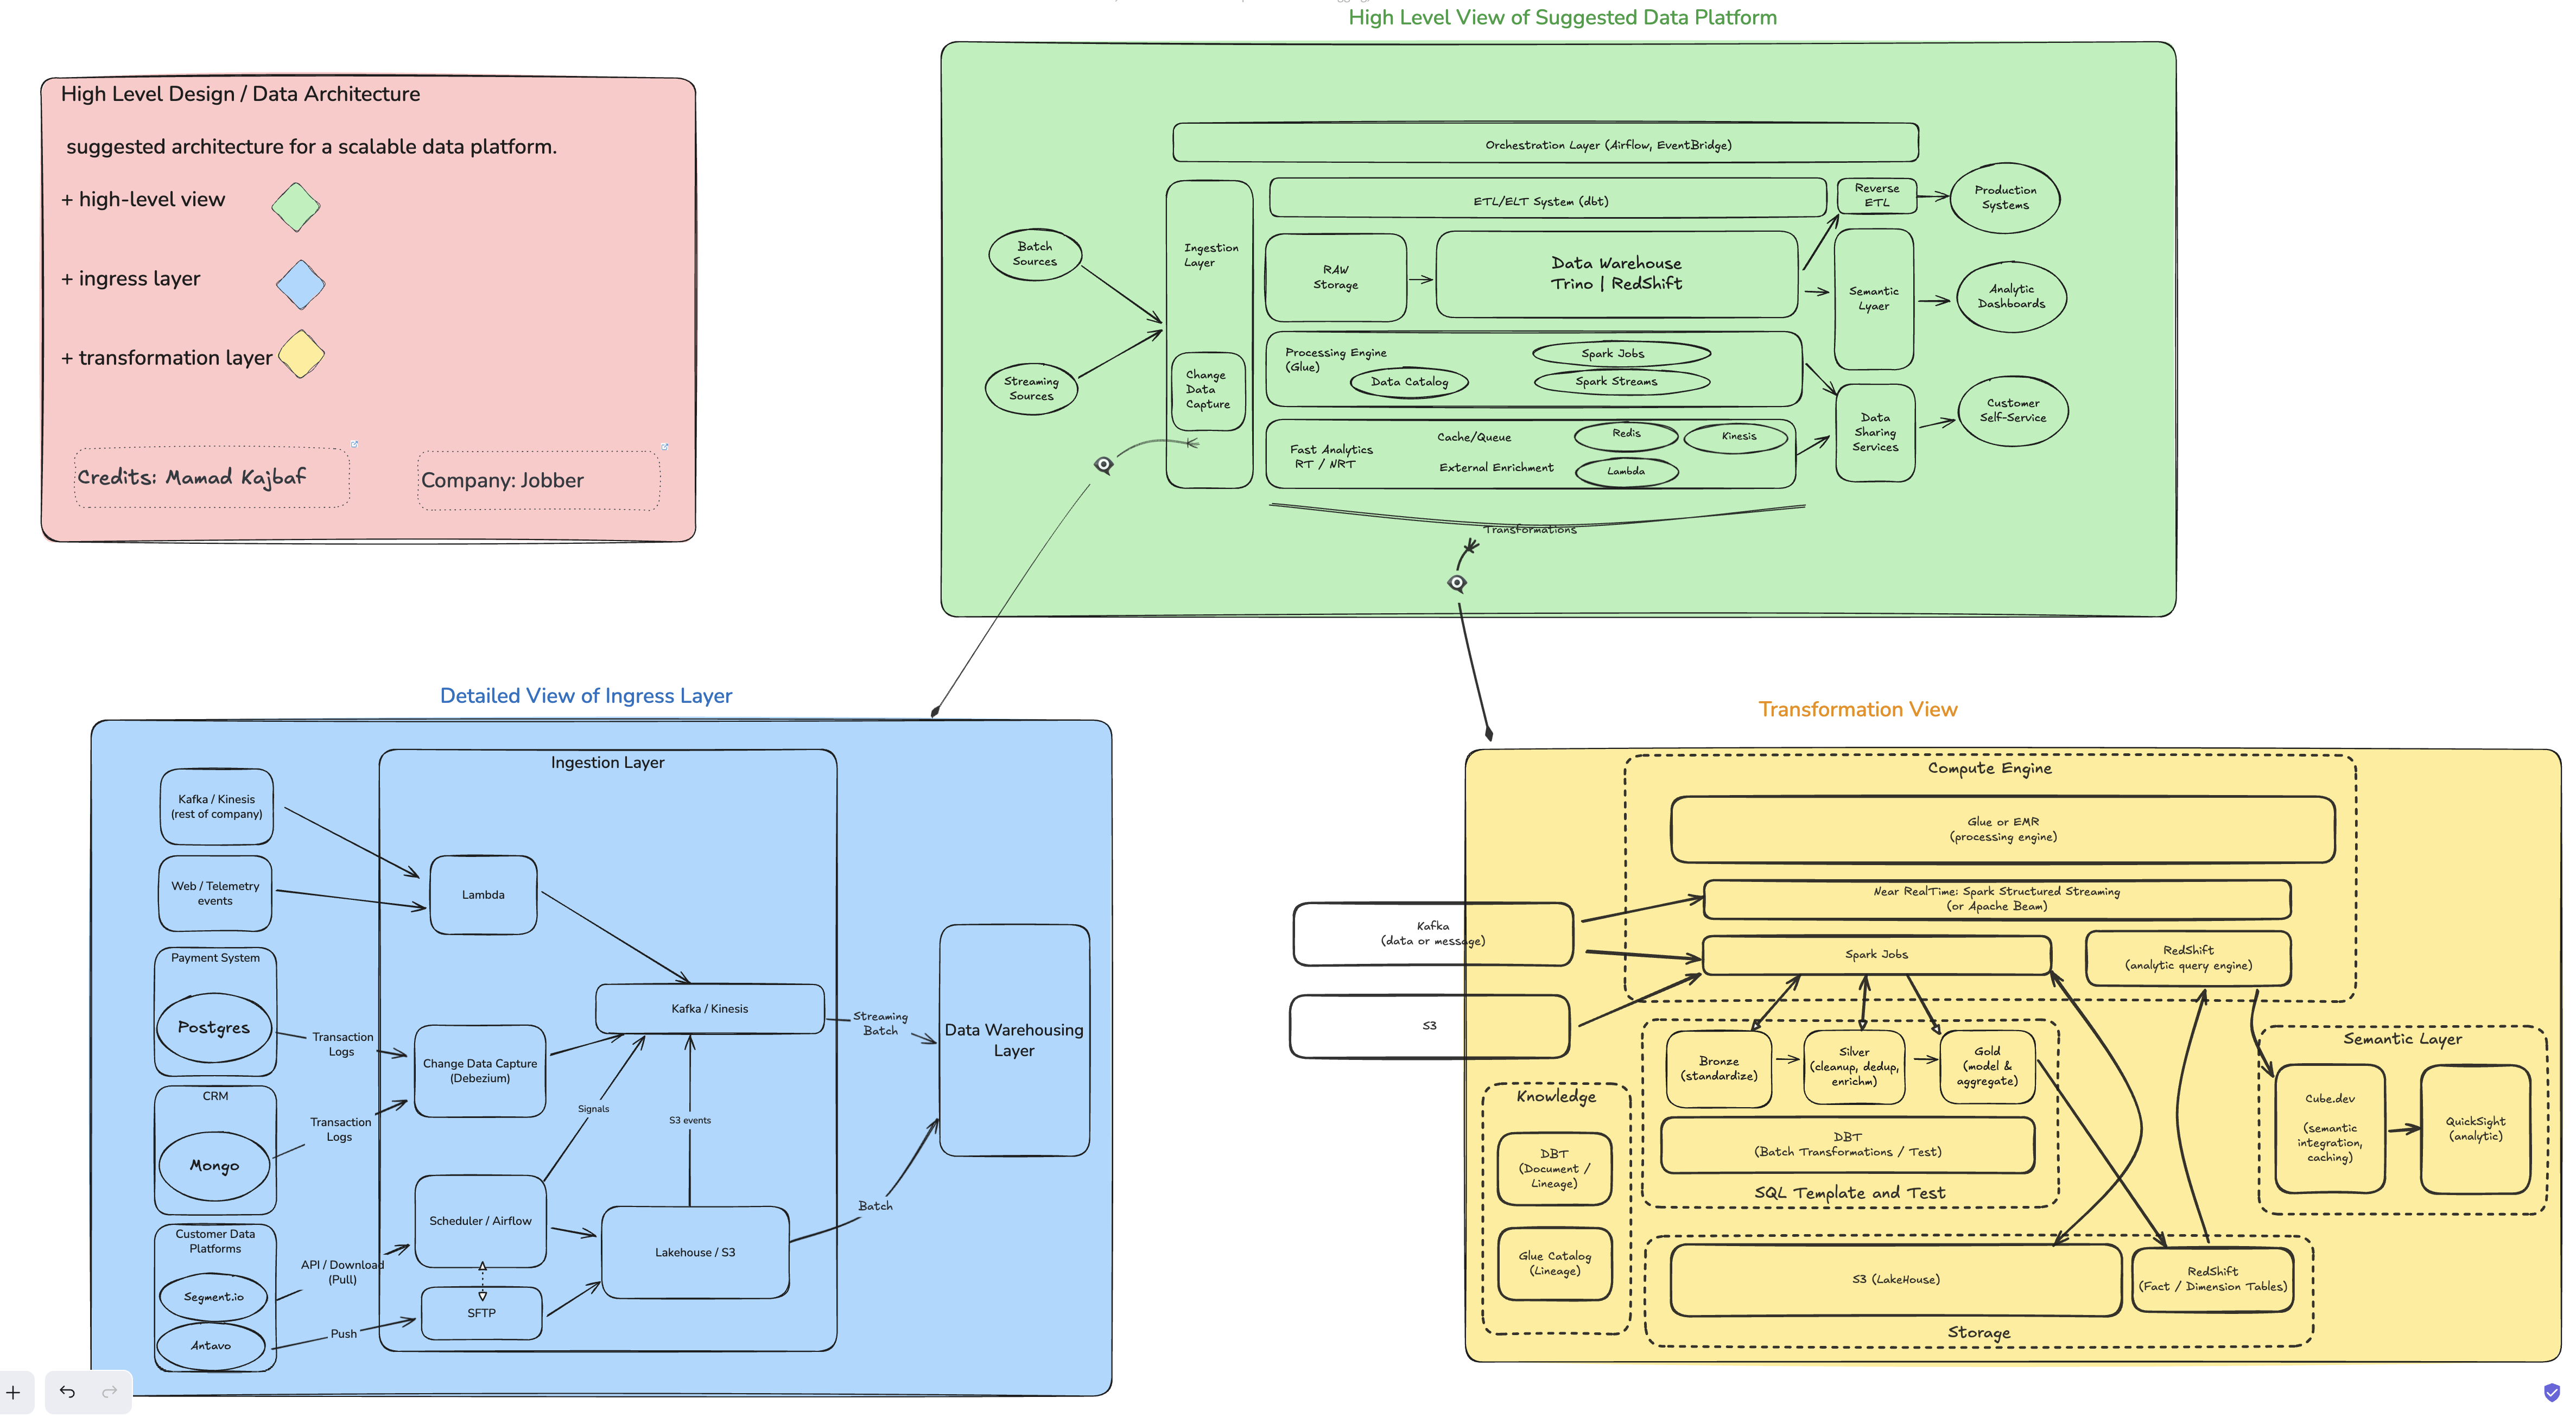 High Level View of Suggested Data Platform
High Level Design / Data Architecture
suggested architecture for a scalable data platform.
+ high-level view
+ ingress layer
+ transformation layer
Credits: Mamad Kajbaf
Company: Jobber
Orchestration Layer (Airflow, EventBridge)
ETL/ELT System (dbt)
Reverse
ETL
Production
Systems
Batch
Sources
Streaming
Sources
Ingestion
Layer
Change
Data
Capture
RAW
Storage
Data Warehouse
Trino | RedShift
Semantic
Lyaer
Analytic
Dashboards
Processing Engine
(Glue)
Data Catalog
Spark Jobs
Spark Streams
Data
Sharing
Services
Customer
Self-Service
Fast Analytics
RT / NRT
Cache/Queue
Redis
Kinesis
External Enrichment
Lambda
Transformations
Detailed View of Ingress Layer
Ingestion Layer
Kafka / Kinesis
(rest of company)
Web / Telemetry
events
Lambda
Payment System
Postgres
Transaction
Logs
CRM
Mongo
Transaction
Logs
Change Data Capture
(Debezium)
Kafka / Kinesis
Streaming
Batch
Data Warehousing
Layer
Signals
S3 events
Customer Data
Platforms
Segment.io
Antavo
API / Download
(Pull)
Push
Scheduler / Airflow
SFTP
Lakehouse / S3
Batch
Transformation View
Compute Engine
Glue or EMR
(processing engine)
Near RealTime: Spark Structured Streaming
(or Apache Beam)
Kafka
(data or message)
S3
Spark Jobs
RedShift
(analytic query engine)
Bronze
(standardize)
Silver
(cleanup, dedup,
enrichm)
Gold
(model &
aggregate)
DBT
(Batch Transformations / Test)
SQL Template and Test
Knowledge
DBT
(Document /
Lineage)
Glue Catalog
(Lineage)
Semantic Layer
Cube.dev
(semantic
integration,
caching)
QuickSight
(analytic)
S3 (LakeHouse)
RedShift
(Fact / Dimension Tables)
Storage